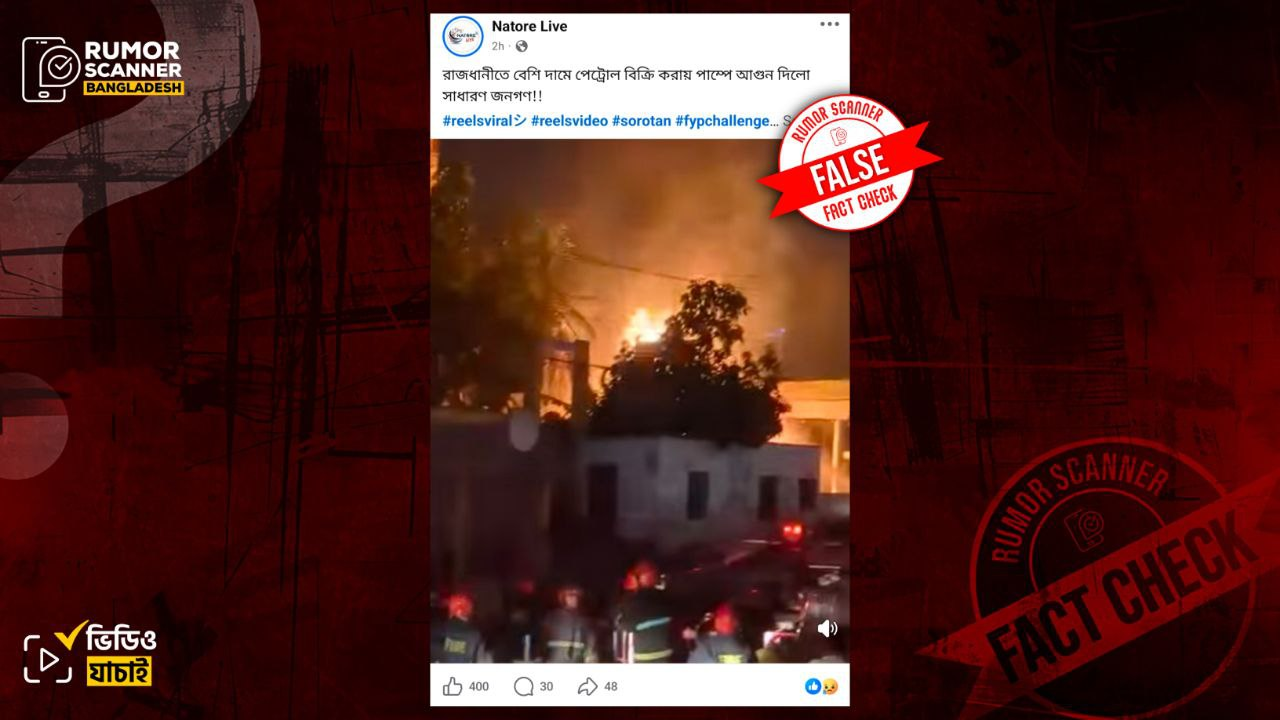 RUMOR
SCANNER
BANGLADESH
Natore Live
2h
রাজধানীতে বেশি দামে পেট্রোল বিক্রি করায় পাম্পে আগুন দিলো
সাধারণ জনগণ!!
#reelsviralシ #reelsvideo #sorotan #fypchallenge...
RUMOR SCANNER
FALSE
FACT CHECK
400
30
48
ভিডিও
যাচাই
RUMOR SCANNER
FACT CHECK